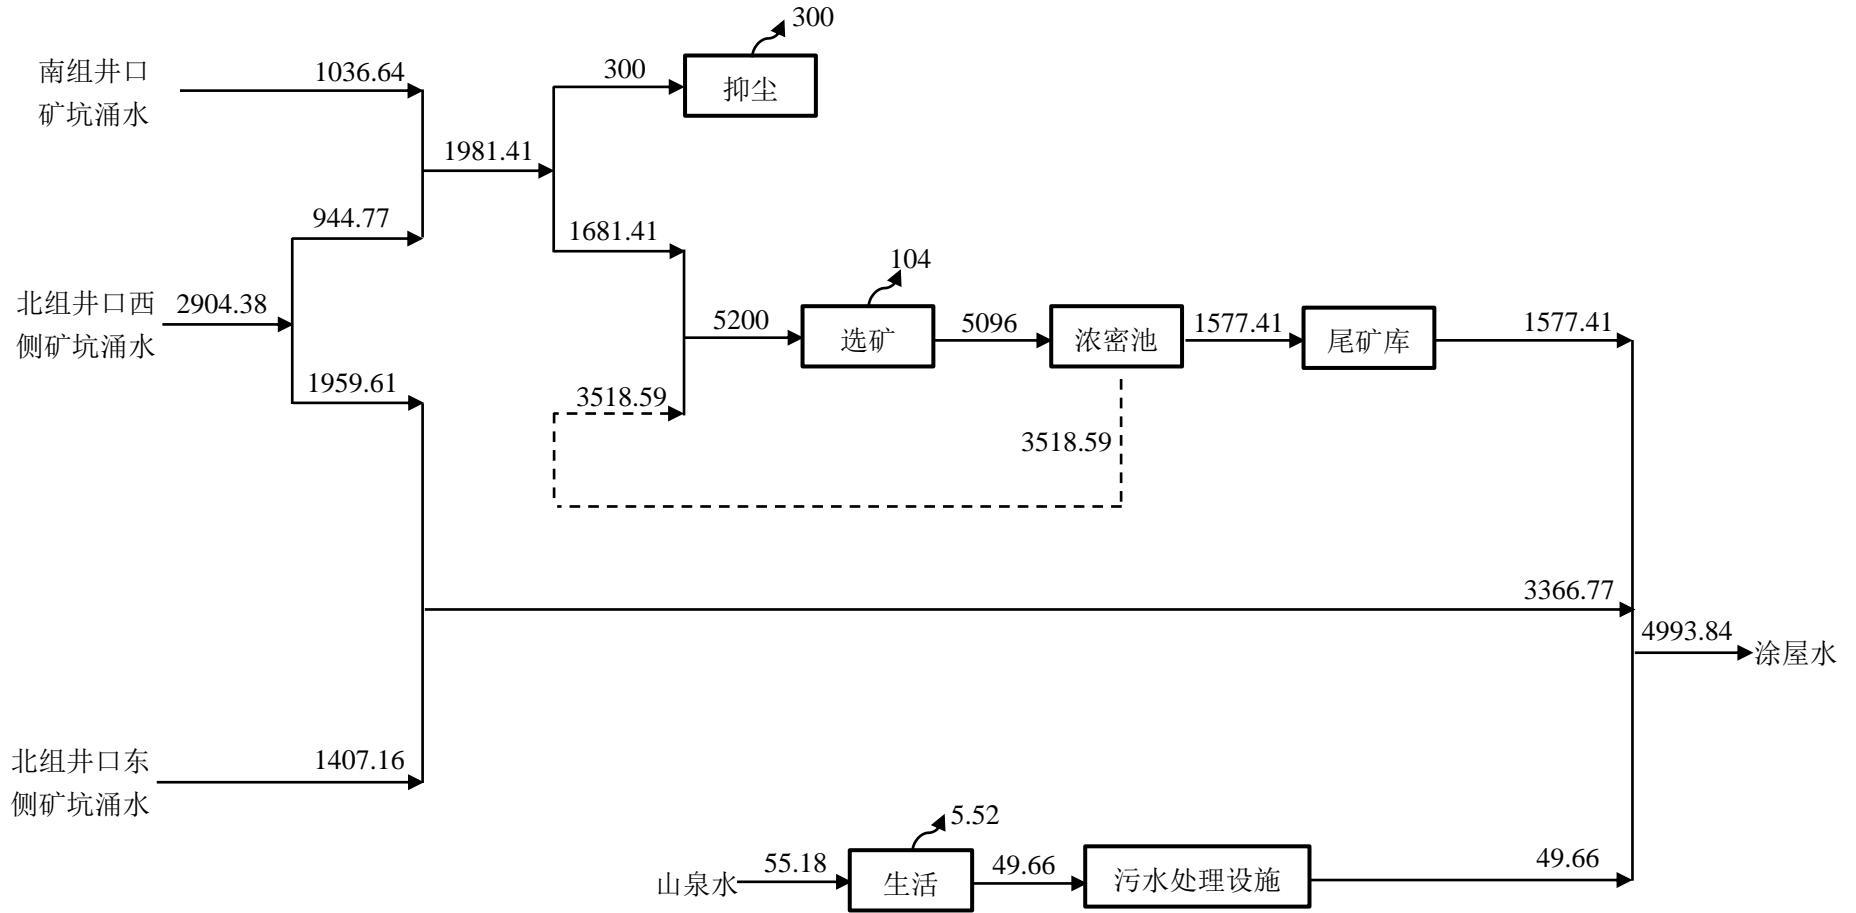 300
南组井口
矿坑涌水
1036.64
300
抑尘
1981.41
944.77
1681.41
104
北组井口西
侧矿坑涌水
2904.38
5200
选矿
5096
浓密池
1577.41
尾矿库
1577.41
1959.61
3518.59
3518.59
3366.77
4993.84
涂屋水
北组井口东
侧矿坑涌水
1407.16
5.52
山泉水
55.18
生活
49.66
污水处理设施
49.66